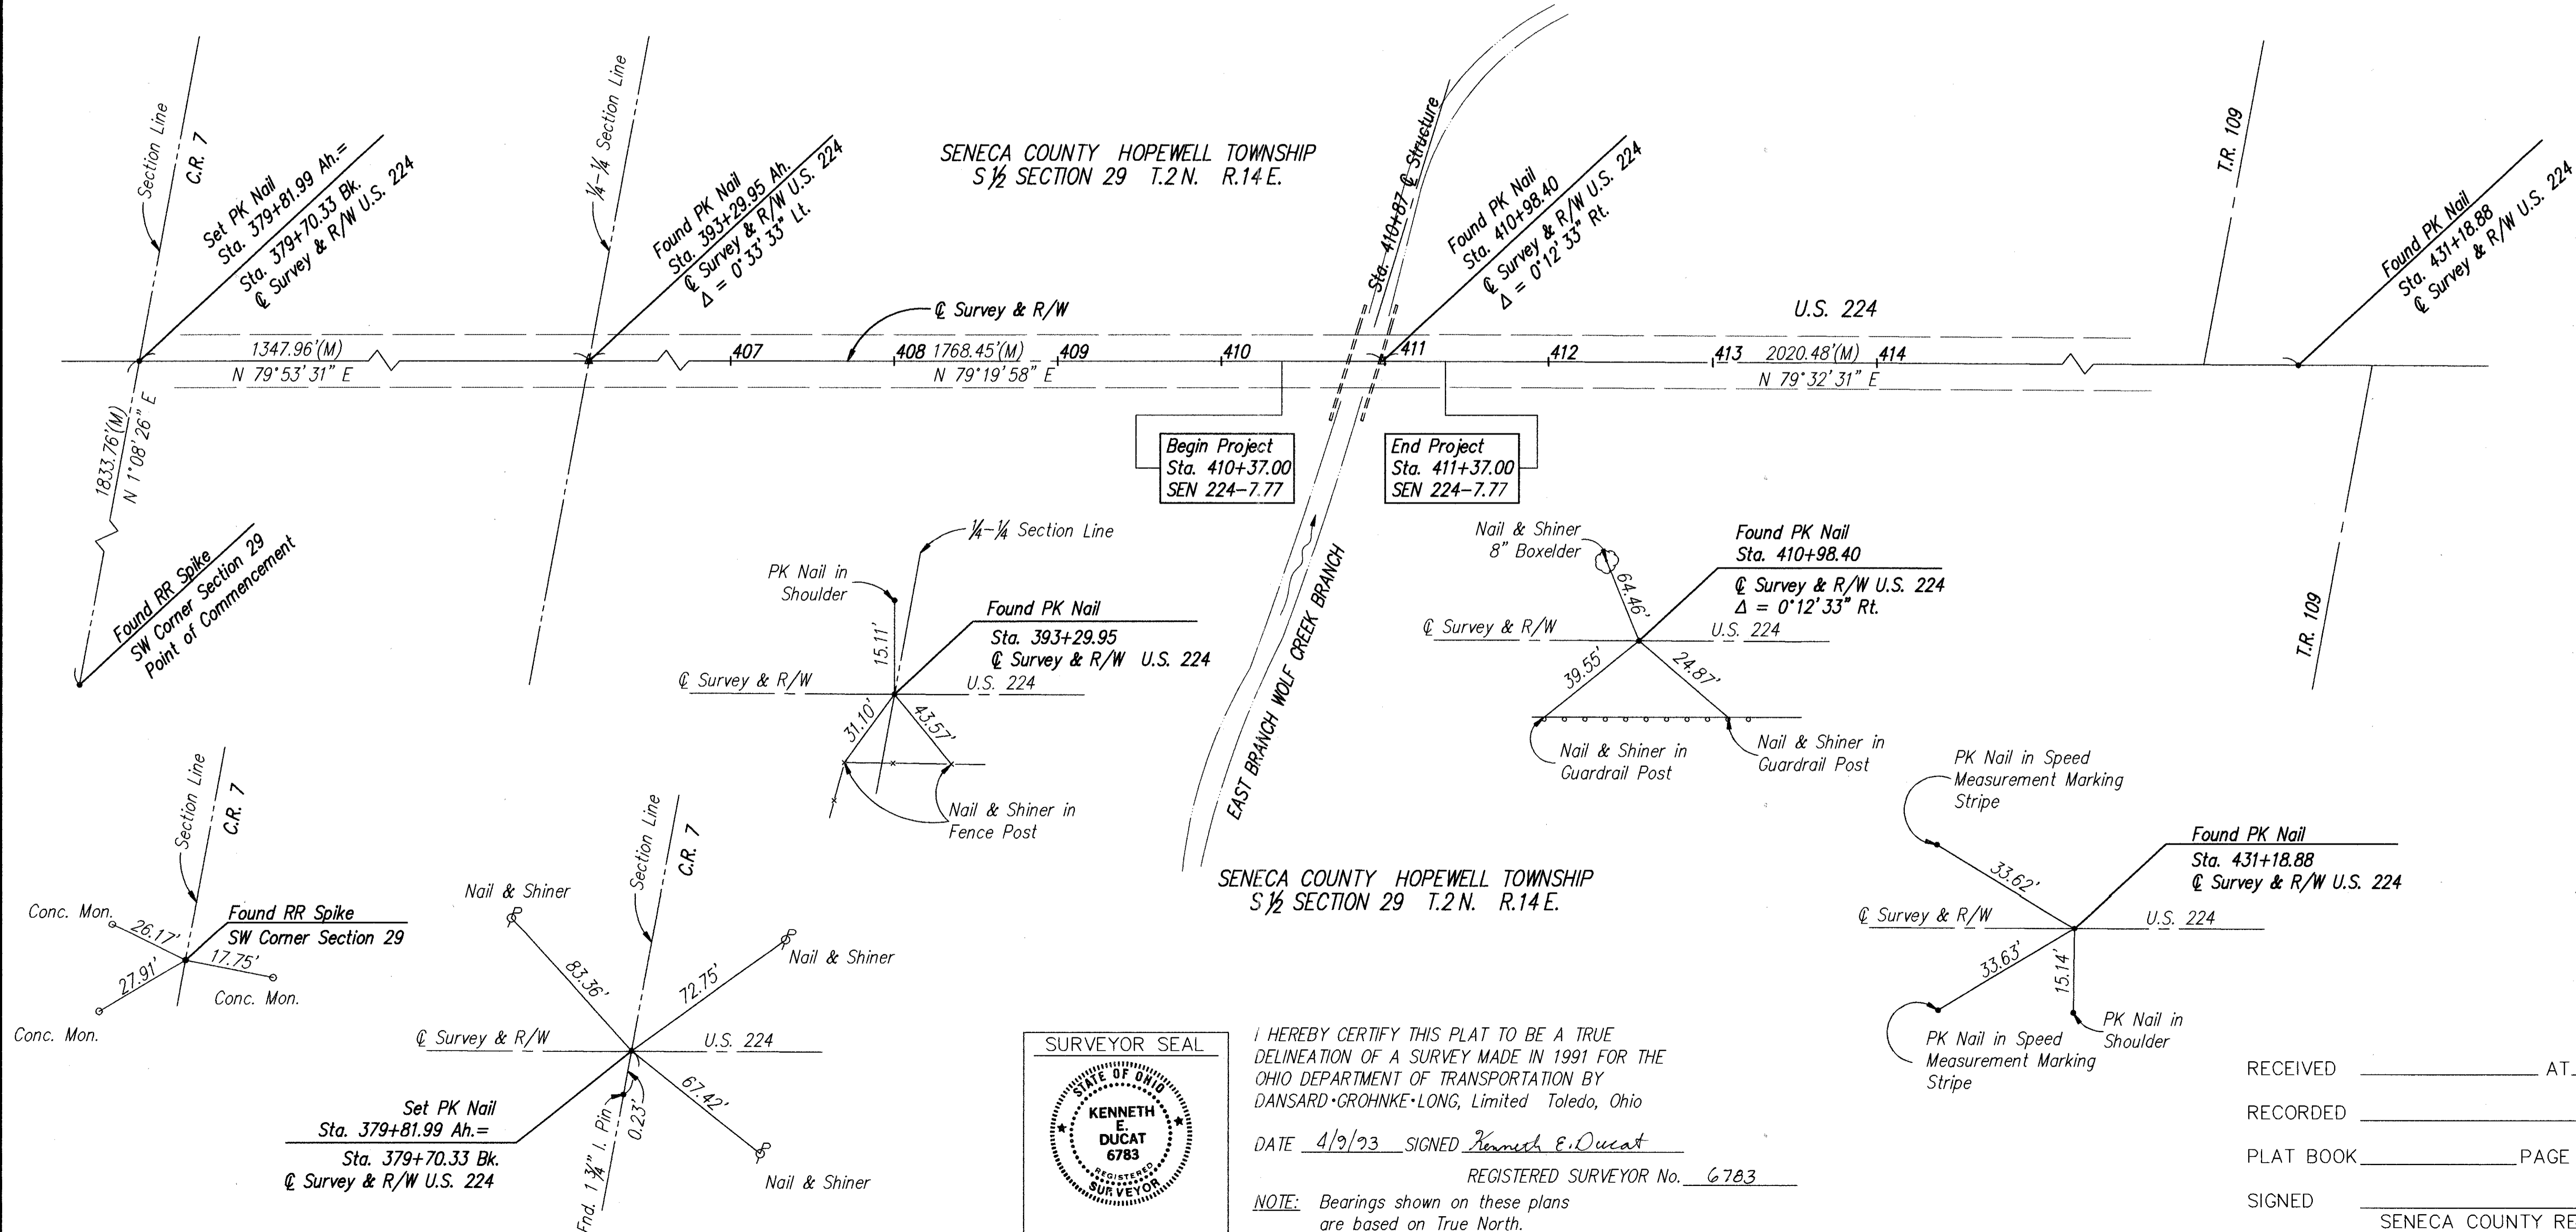 Section Line
C.R. 7
Set PK Nail
Sta. 379+81.99 Ah.=
Sta. 379+70.33 Bk.
℄ Survey & R/W U.S. 224
¼-¼ Section Line
Found PK Nail
Sta. 393+29.95 Ah.
℄ Survey & R/W U.S. 224
Δ = 0°33'33" Lt.
SENECA COUNTY HOPEWELL TOWNSHIP
S ½ SECTION 29 T.2 N. R.14 E.
Sta. 410+87 ℄ Structure
Found PK Nail
Sta. 410+98.40
℄ Survey & R/W U.S. 224
Δ = 0°12'33" Rt.
T.R. 109
Found PK Nail
Sta. 431+18.88
℄ Survey & R/W U.S. 224
℄ Survey & R/W
U.S. 224
1347.96'(M)
N 79°53'31" E
407
408
1768.45'(M)
N 79°19'58" E
409
410
411
412
413
2020.48'(M)
N 79°32'31" E
414
1833.76'(M)
N 1°08'26" E
Begin Project
Sta. 410+37.00
SEN 224-7.77
End Project
Sta. 411+37.00
SEN 224-7.77
Found RR Spike
SW Corner Section 29
Point of Commencement
¼-¼ Section Line
PK Nail in
Shoulder
15.11'
Found PK Nail
Sta. 393+29.95
℄ Survey & R/W U.S. 224
℄ Survey & R/W
U.S. 224
31.10'
43.57'
Nail & Shiner in
Fence Post
EAST BRANCH WOLF CREEK BRANCH
Nail & Shiner
8" Boxelder
64.46'
Found PK Nail
Sta. 410+98.40
℄ Survey & R/W U.S. 224
Δ = 0°12'33" Rt.
℄ Survey & R/W
U.S. 224
39.55'
24.87'
Nail & Shiner in
Guardrail Post
Nail & Shiner in
Guardrail Post
T.R. 109
Section Line
C.R. 7
Conc. Mon.
26.17'
Found RR Spike
SW Corner Section 29
27.91'
17.75'
Conc. Mon.
Conc. Mon.
Section Line
C.R. 7
Nail & Shiner
83.36'
72.75'
Nail & Shiner
℄ Survey & R/W
U.S. 224
67.42'
0.23'
Nail & Shiner
Fnd. 1 ¾" I. Pin
Set PK Nail
Sta. 379+81.99 Ah.=
Sta. 379+70.33 Bk.
℄ Survey & R/W U.S. 224
SENECA COUNTY HOPEWELL TOWNSHIP
S ½ SECTION 29 T.2 N. R.14 E.
PK Nail in Speed
Measurement Marking
Stripe
33.62'
Found PK Nail
Sta. 431+18.88
℄ Survey & R/W U.S. 224
℄ Survey & R/W
U.S. 224
33.63'
15.14'
PK Nail in Speed
Measurement Marking
Stripe
PK Nail in
Shoulder
SURVEYOR SEAL
STATE OF OHIO
KENNETH
E.
DUCAT
6783
REGISTERED
SURVEYOR
I HEREBY CERTIFY THIS PLAT TO BE A TRUE
DELINEATION OF A SURVEY MADE IN 1991 FOR THE
OHIO DEPARTMENT OF TRANSPORTATION BY
DANSARD•GROHNKE•LONG, Limited Toledo, Ohio
DATE 4/9/93 SIGNED Kenneth E. Ducat
REGISTERED SURVEYOR No. 6783
NOTE: Bearings shown on these plans
are based on True North.
RECEIVED AT
RECORDED
PLAT BOOK PAGE
SIGNED
SENECA COUNTY RE